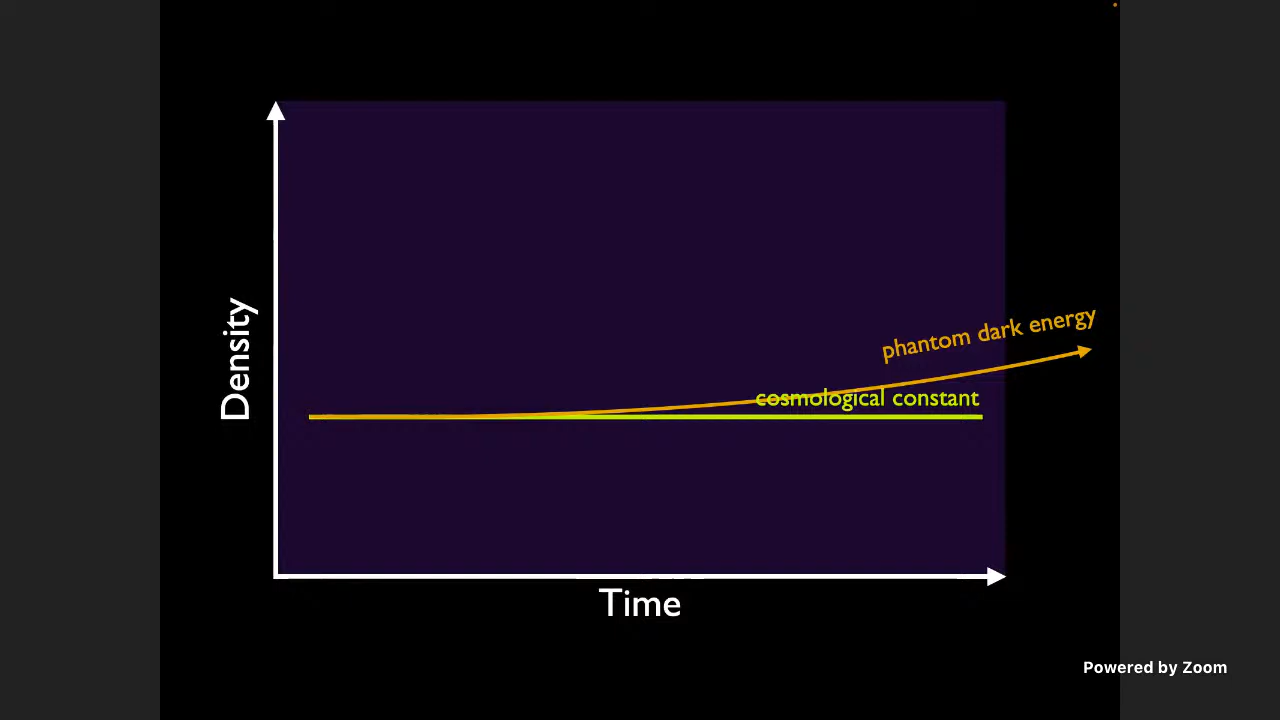 Density
phantom dark energy
cosmological constant
Time
Powered by Zoom